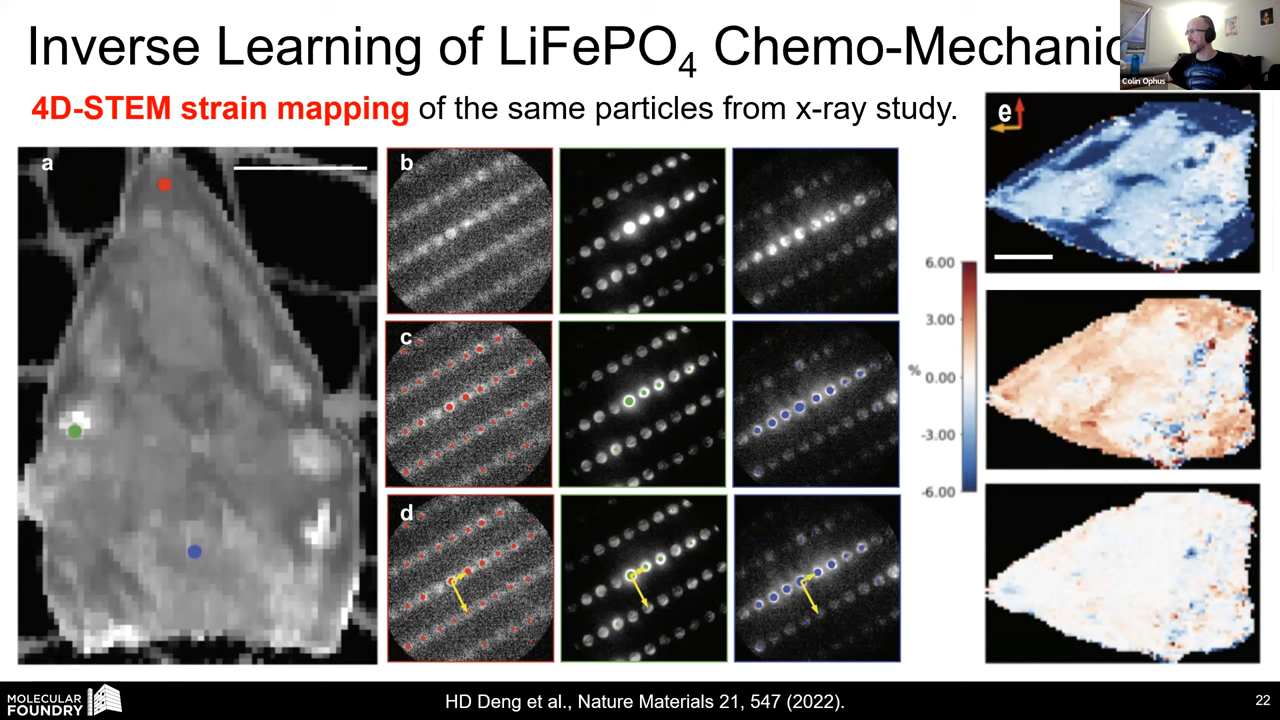 Inverse Learning of LiFePO4 Chemo-Mechanic
Colin Ophus
4D-STEM strain mapping of the same particles from x-ray study.
a
b
c
d
e
6.00
3.00
0.00
-3.00
-6.00
%
MOLECULAR
FOUNDRY
HD Deng et al., Nature Materials 21, 547 (2022).
22